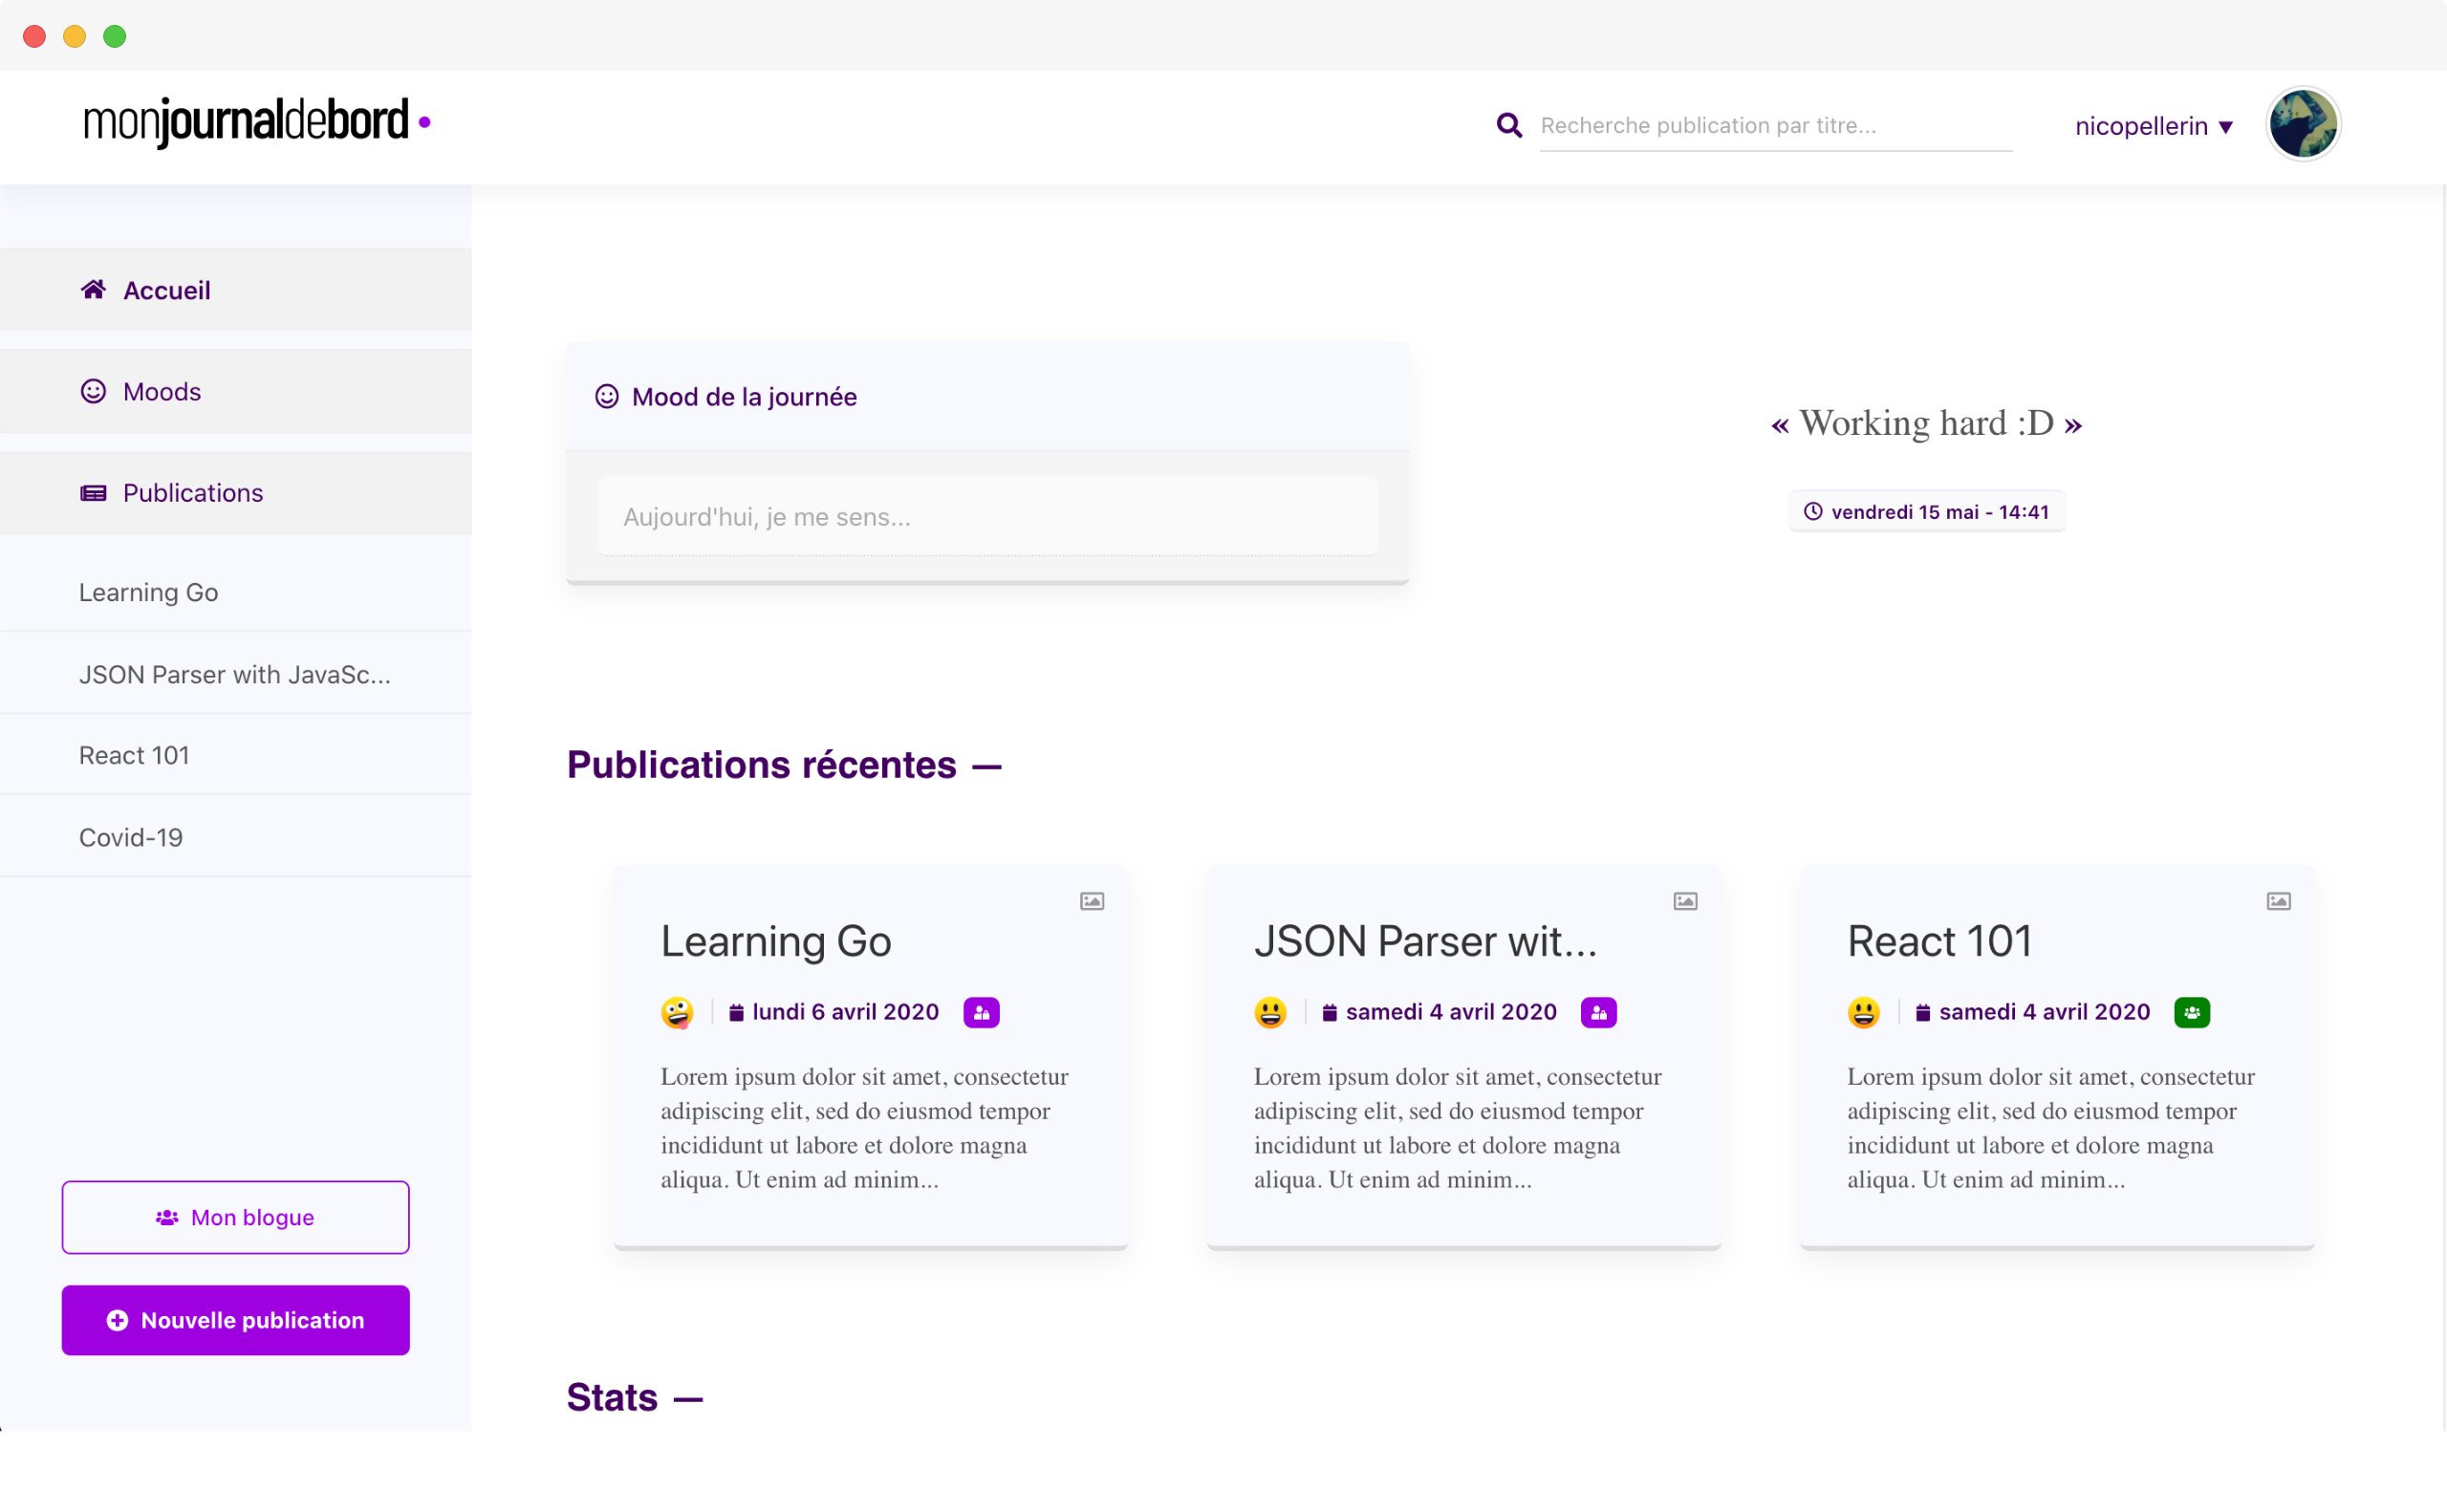 monjournaldebord
Recherche publication par titre...
nicopellerin ▼
Accueil
Moods
Publications
Learning Go
JSON Parser with JavaSc...
React 101
Covid-19
Mon blogue
Nouvelle publication
Mood de la journée
Aujourd'hui, je me sens...
« Working hard :D »
vendredi 15 mai - 14:41
Publications récentes —
Learning Go
lundi 6 avril 2020
Lorem ipsum dolor sit amet, consectetur
adipiscing elit, sed do eiusmod tempor
incididunt ut labore et dolore magna
aliqua. Ut enim ad minim...
JSON Parser wit...
samedi 4 avril 2020
Lorem ipsum dolor sit amet, consectetur
adipiscing elit, sed do eiusmod tempor
incididunt ut labore et dolore magna
aliqua. Ut enim ad minim...
React 101
samedi 4 avril 2020
Lorem ipsum dolor sit amet, consectetur
adipiscing elit, sed do eiusmod tempor
incididunt ut labore et dolore magna
aliqua. Ut enim ad minim...
Stats —